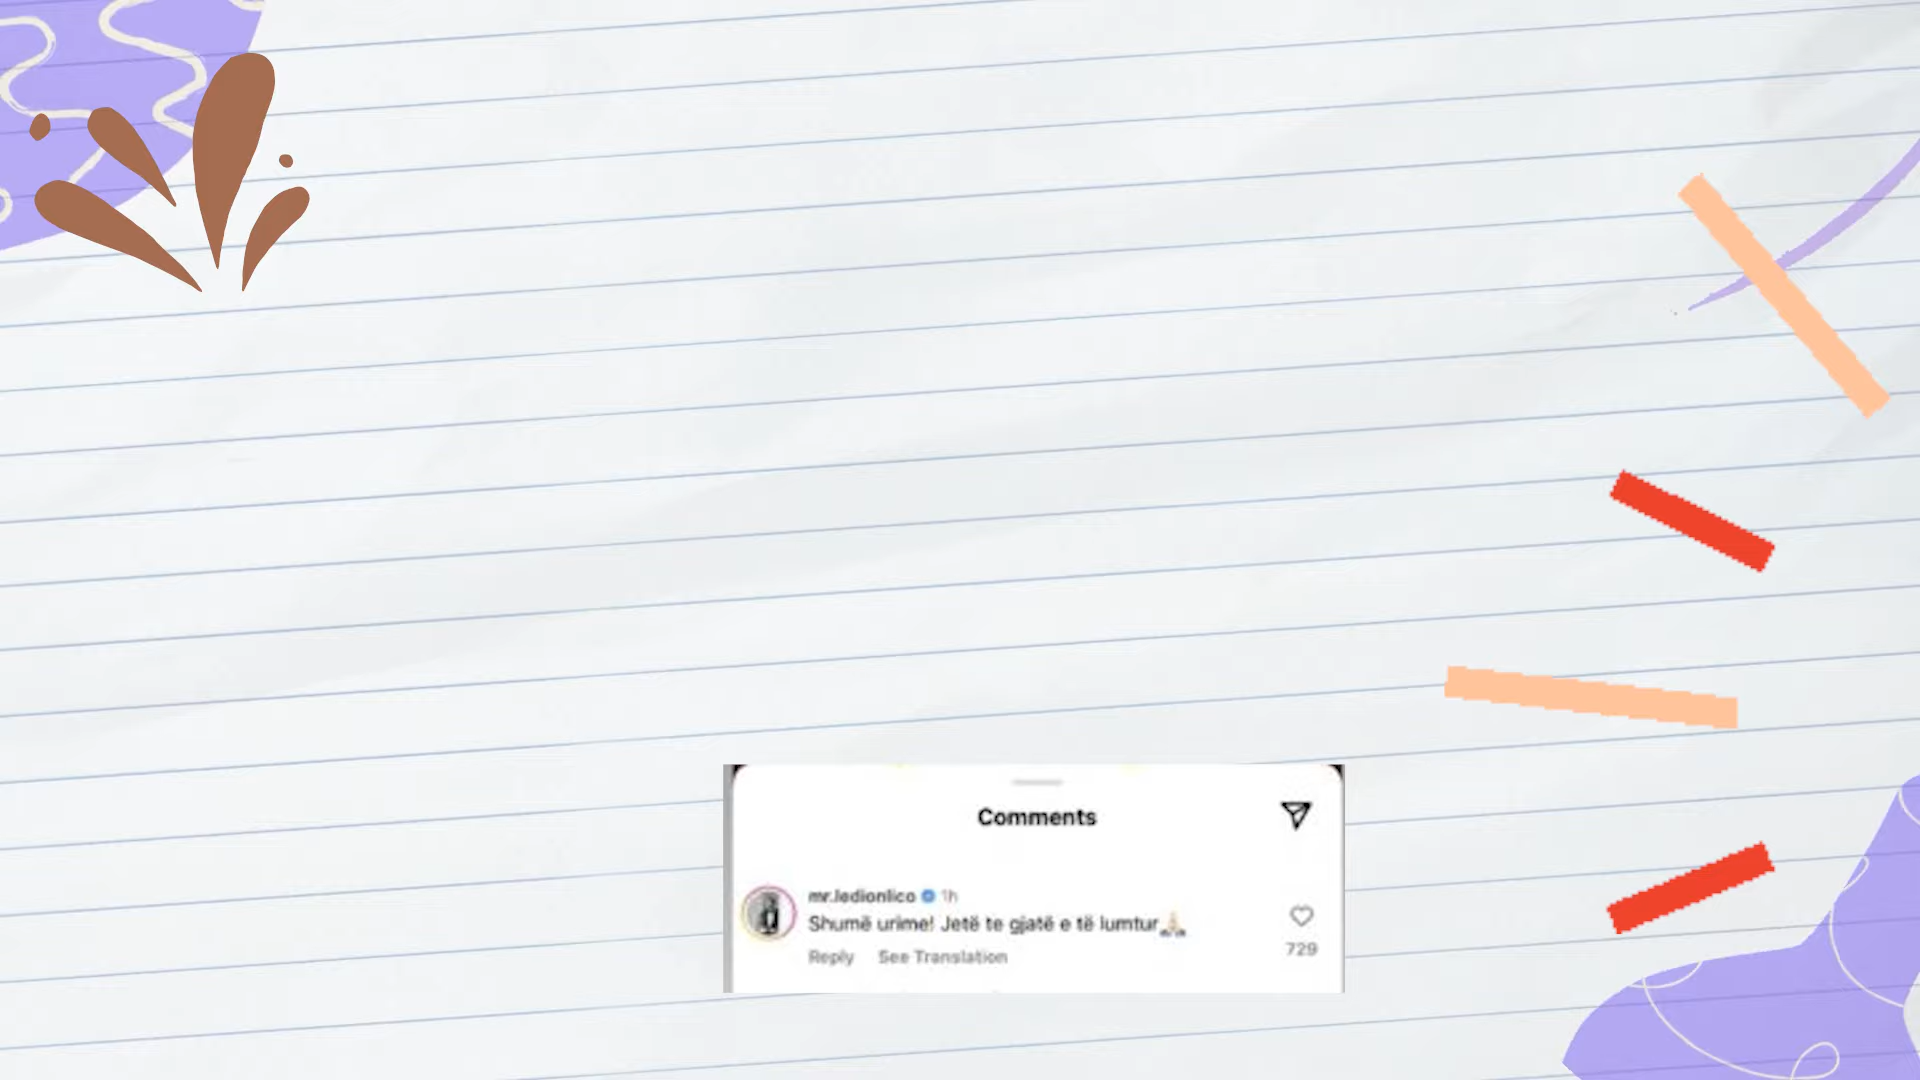 Comments
mr.ledionlico 1h
Shumë urime! Jetë te gjatë e të lumtur🙏🏼
Reply See Translation
729